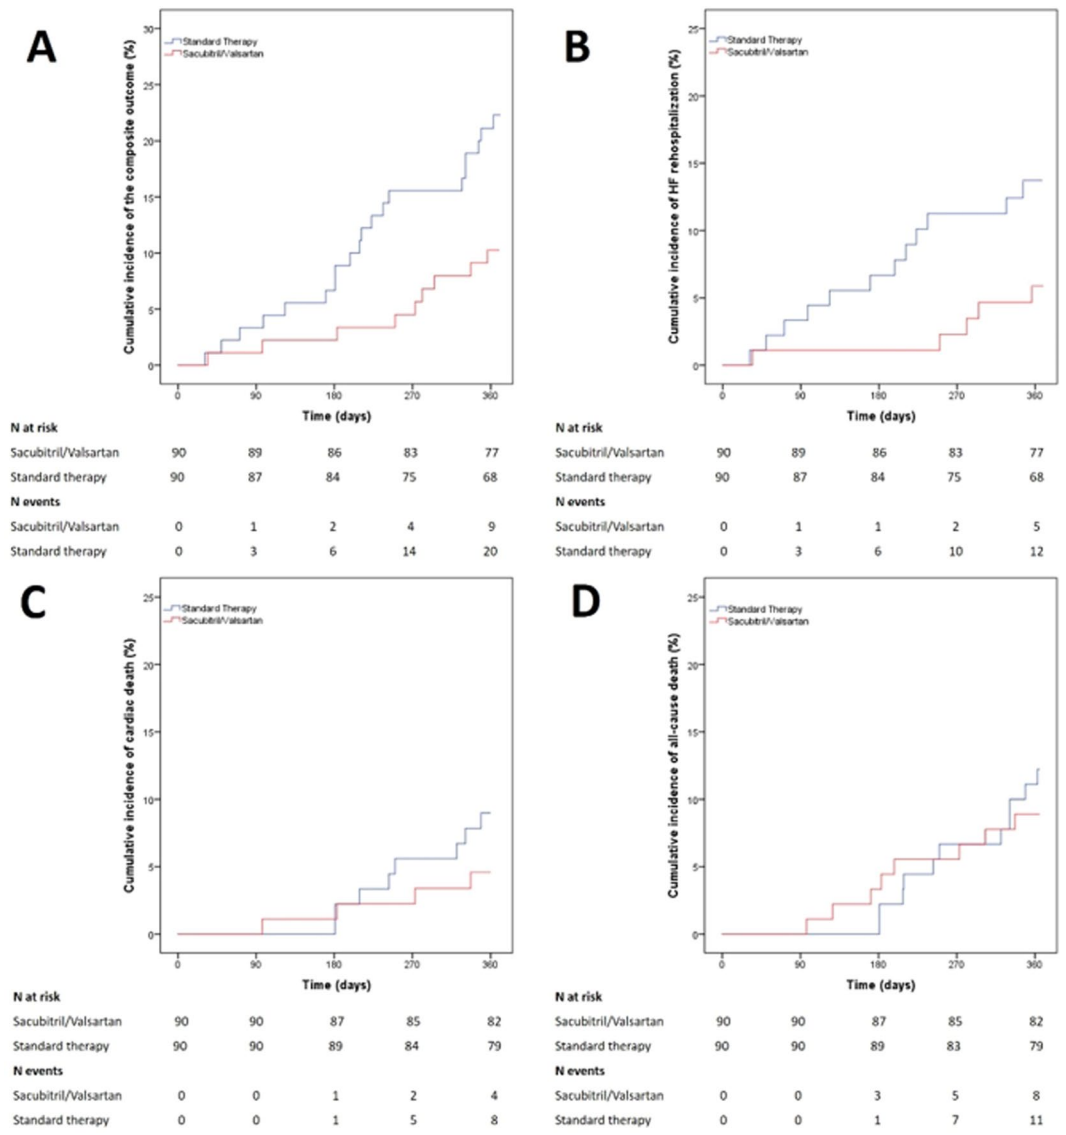 A
Cumulative incidence of the composite outcome (%)
30
25
20
15
10
5
0
Standard Therapy
Sacubitril/Valsartan
0 90 180 270 360
Time (days)
N at risk
Sacubitril/Valsartan 90 89 86 83 77
Standard therapy 90 87 84 75 68
N events
Sacubitril/Valsartan 0 1 2 4 9
Standard therapy 0 3 6 14 20
B
Cumulative incidence of HF rehospitalization (%)
25
20
15
10
5
0
Standard Therapy
Sacubitril/Valsartan
0 90 180 270 360
Time (days)
N at risk
Sacubitril/Valsartan 90 89 86 83 77
Standard therapy 90 87 84 75 68
N events
Sacubitril/Valsartan 0 1 1 2 5
Standard therapy 0 3 6 10 12
C
Cumulative incidence of cardiac death (%)
25
20
15
10
5
0
Standard Therapy
Sacubitril/Valsartan
0 90 180 270 360
Time (days)
N at risk
Sacubitril/Valsartan 90 90 87 85 82
Standard therapy 90 90 89 84 79
N events
Sacubitril/Valsartan 0 0 1 2 4
Standard therapy 0 0 1 5 8
D
Cumulative incidence of all-cause death (%)
25
20
15
10
5
0
Standard Therapy
Sacubitril/Valsartan
0 90 180 270 360
Time (days)
N at risk
Sacubitril/Valsartan 90 90 87 85 82
Standard therapy 90 90 89 83 79
N events
Sacubitril/Valsartan 0 0 3 5 8
Standard therapy 0 0 1 7 11